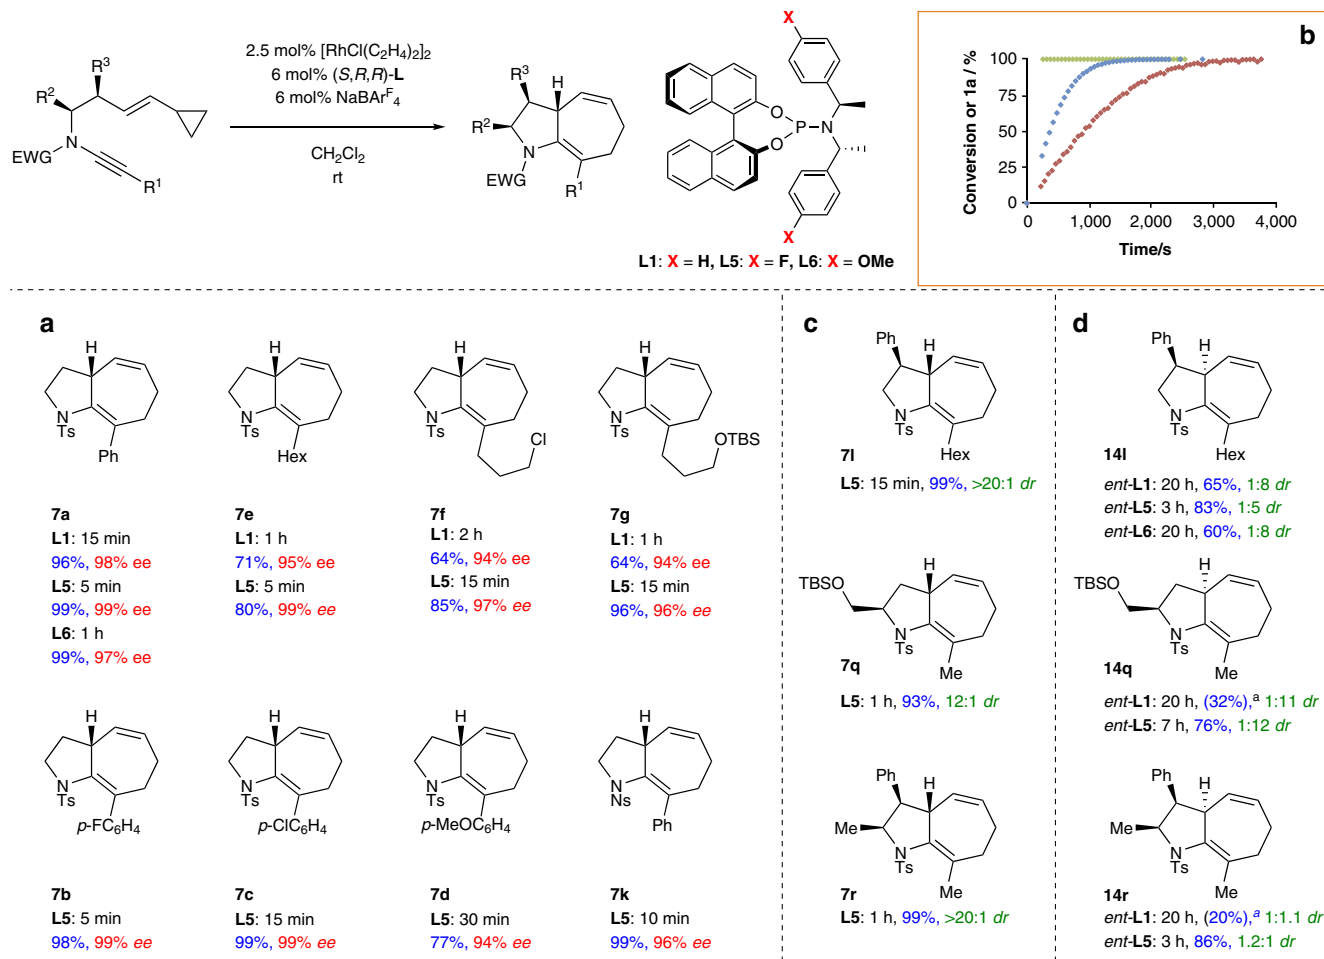 2.5 mol% [RhCl(C2H4)2]2
6 mol% (S,R,R)-L
6 mol% NaBArF4
CH2Cl2
rt
R3
R2
N
EWG
R1
R3
H
R2
N
EWG
R1
X
O
P
N
O
X
L1: X = H, L5: X = F, L6: X = OMe
b
Conversion or 1a / %
100
75
50
25
0
0 1,000 2,000 3,000 4,000
Time/s
a
H
N
Ts
Ph
H
N
Ts
Hex
H
N
Ts
Cl
H
N
Ts
OTBS
7a
L1: 15 min
96%, 98% ee
L5: 5 min
99%, 99% ee
L6: 1 h
99%, 97% ee
7e
L1: 1 h
71%, 95% ee
L5: 5 min
80%, 99% ee
7f
L1: 2 h
64%, 94% ee
L5: 15 min
85%, 97% ee
7g
L1: 1 h
64%, 94% ee
L5: 15 min
96%, 96% ee
H
N
Ts
p-FC6H4
H
N
Ts
p-ClC6H4
H
N
Ts
p-MeOC6H4
H
N
Ns
Ph
7b
L5: 5 min
98%, 99% ee
7c
L5: 15 min
99%, 99% ee
7d
L5: 30 min
77%, 94% ee
7k
L5: 10 min
99%, 96% ee
c
Ph
H
N
Ts
Hex
7l
L5: 15 min, 99%, >20:1 dr
TBSO
H
N
Ts
Me
7q
L5: 1 h, 93%, 12:1 dr
Ph
H
Me
N
Ts
Me
7r
L5: 1 h, 99%, >20:1 dr
d
Ph
H
N
Ts
Hex
14l
ent-L1: 20 h, 65%, 1:8 dr
ent-L5: 3 h, 83%, 1:5 dr
ent-L6: 20 h, 60%, 1:8 dr
TBSO
H
N
Ts
Me
14q
ent-L1: 20 h, (32%),a 1:11 dr
ent-L5: 7 h, 76%, 1:12 dr
Ph
H
Me
N
Ts
Me
14r
ent-L1: 20 h, (20%),a 1:1.1 dr
ent-L5: 3 h, 86%, 1.2:1 dr